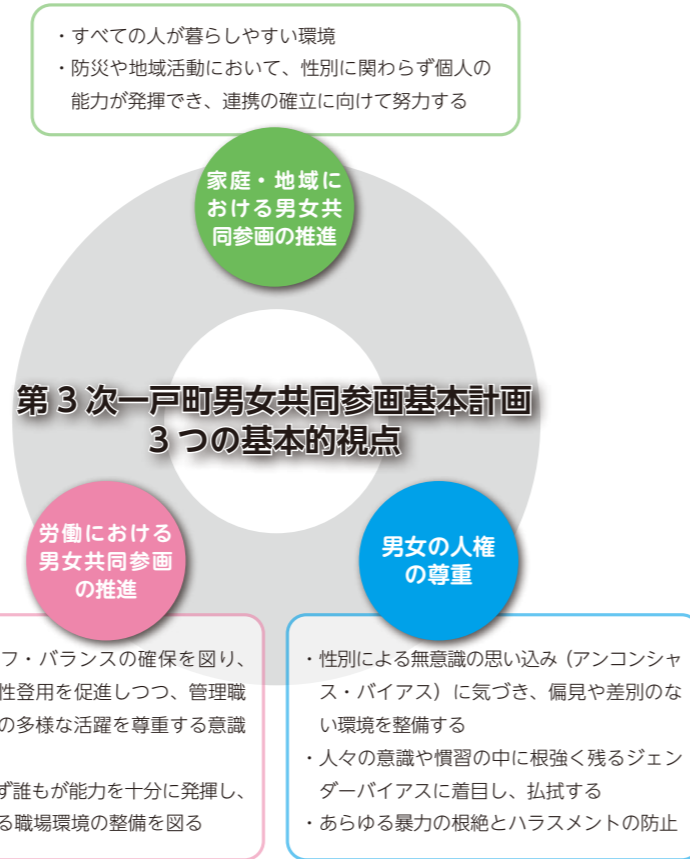 ・すべての人が暮らしやすい環境
・防災や地域活動において、性別に関わらず個人の
能力が発揮でき、連携の確立に向けて努力する
家庭・地域に
おける男女共
同参画の推進
第3次一戸町男女共同参画基本計画
3つの基本的視点
労働における
男女共同参画
の推進
男女の人権
の尊重
フ・バランスの確保を図り、
性登用を促進しつつ、管理職
の多様な活躍を尊重する意識
ず誰もが能力を十分に発揮し、
る職場環境の整備を図る
・性別による無意識の思い込み（アンコンシャ
ス・バイアス）に気づき、偏見や差別のな
い環境を整備する
・人々の意識や慣習の中に根強く残るジェン
ダーバイアスに着目し、払拭する
・あらゆる暴力の根絶とハラスメントの防止